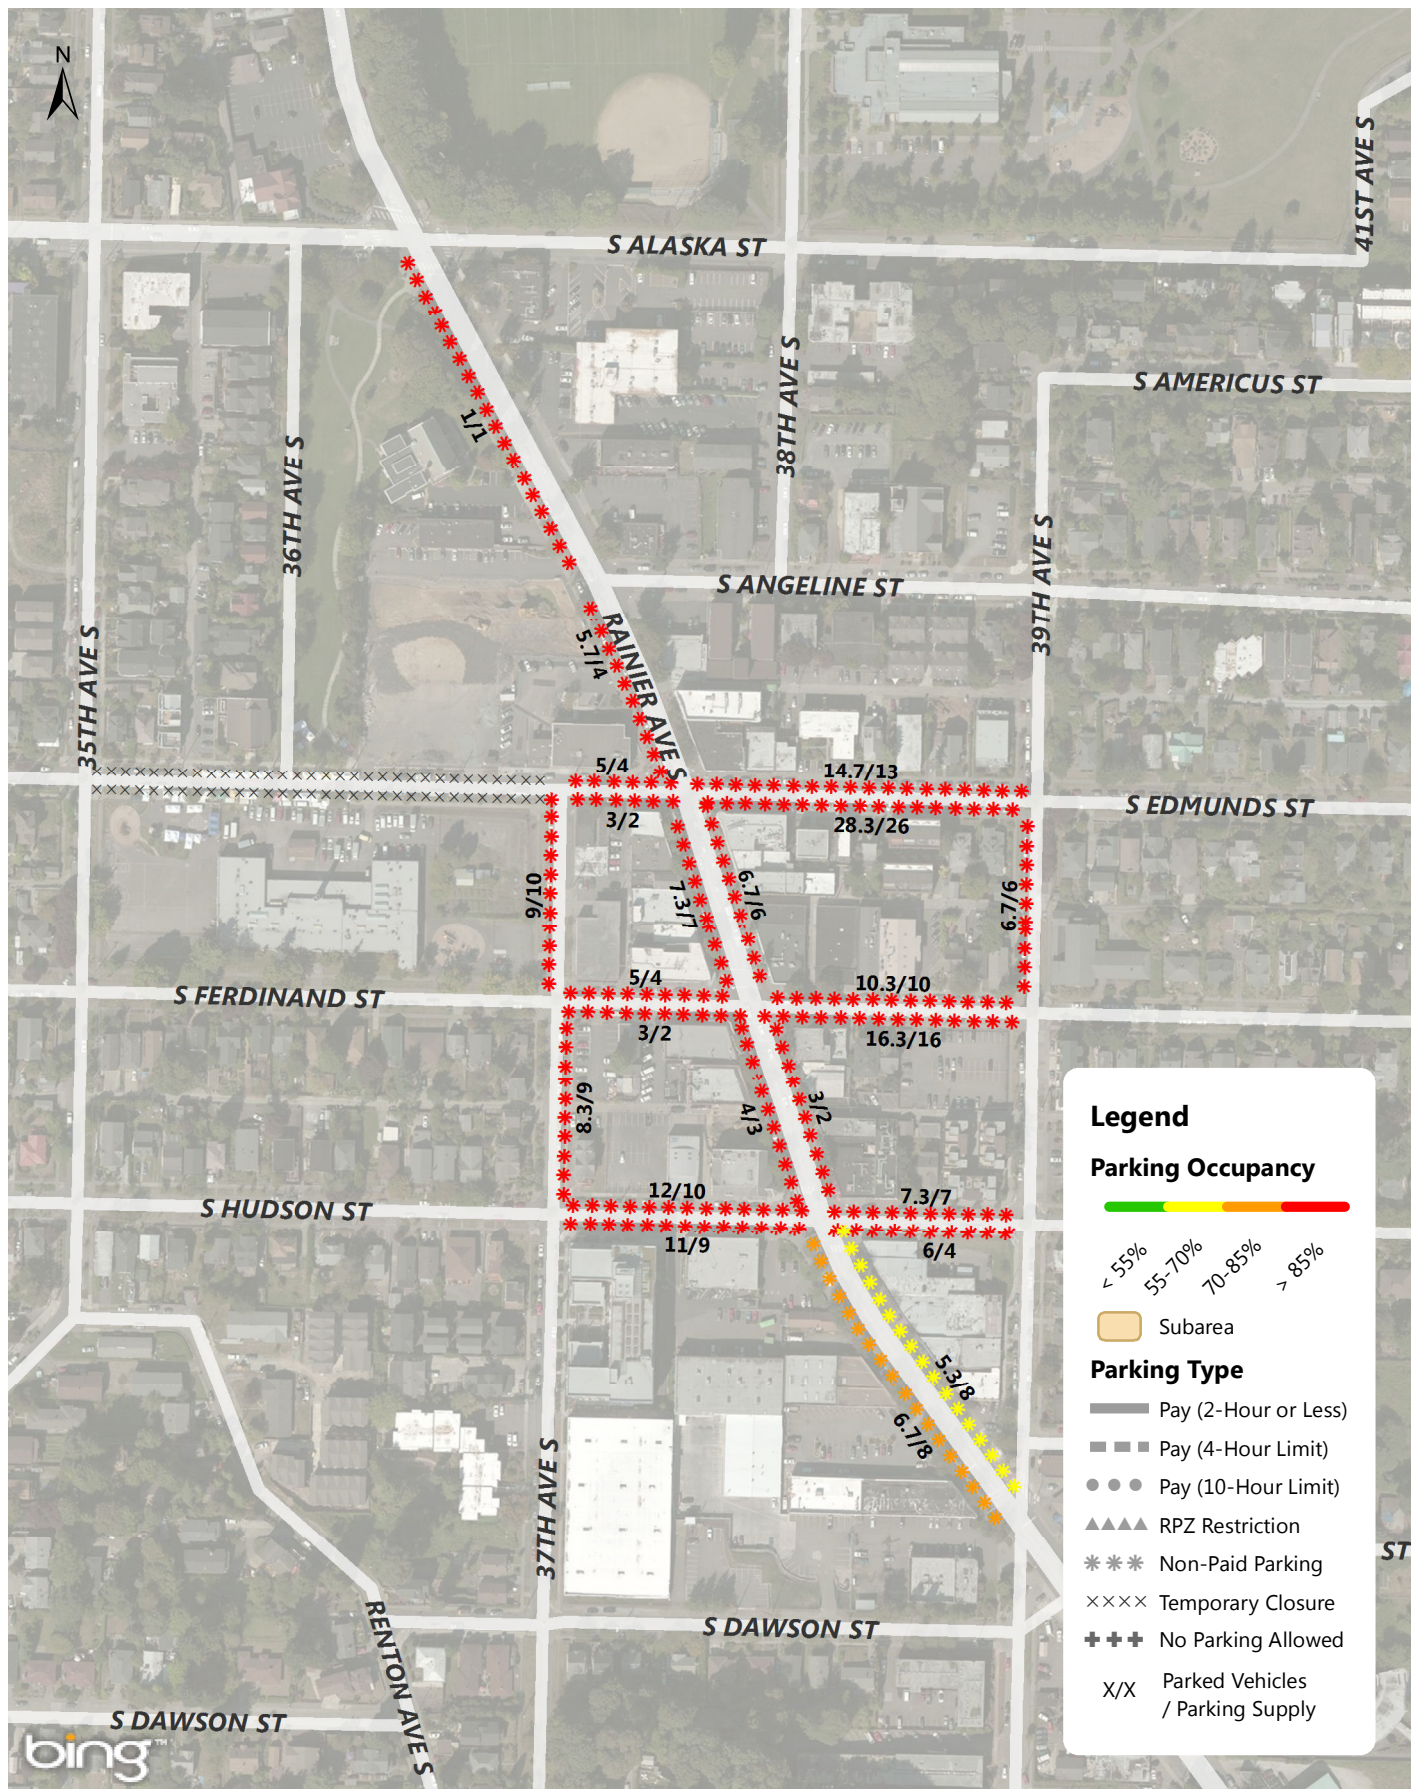 N
S ALASKA ST
41ST AVE S
38TH AVE S
S AMERICUS ST
1/1
36TH AVE S
39TH AVE S
S ANGELINE ST
35TH AVE S
5.7/4
RAINIER AVE S
5/4
14.7/13
3/2
28.3/26
S EDMUNDS ST
9/10
7.3/7
6.7/6
6.7/6
S FERDINAND ST
5/4
10.3/10
3/2
16.3/16
8.3/9
4/3
3/2
S HUDSON ST
12/10
7.3/7
11/9
6/4
5.3/8
6.7/8
37TH AVE S
RENTON AVE S
S DAWSON ST
S DAWSON ST
ST
bing™
Legend
Parking Occupancy
< 55%
55-70%
70-85%
> 85%
Subarea
Parking Type
Pay (2-Hour or Less)
Pay (4-Hour Limit)
Pay (10-Hour Limit)
RPZ Restriction
Non-Paid Parking
Temporary Closure
No Parking Allowed
X/X Parked Vehicles
/ Parking Supply